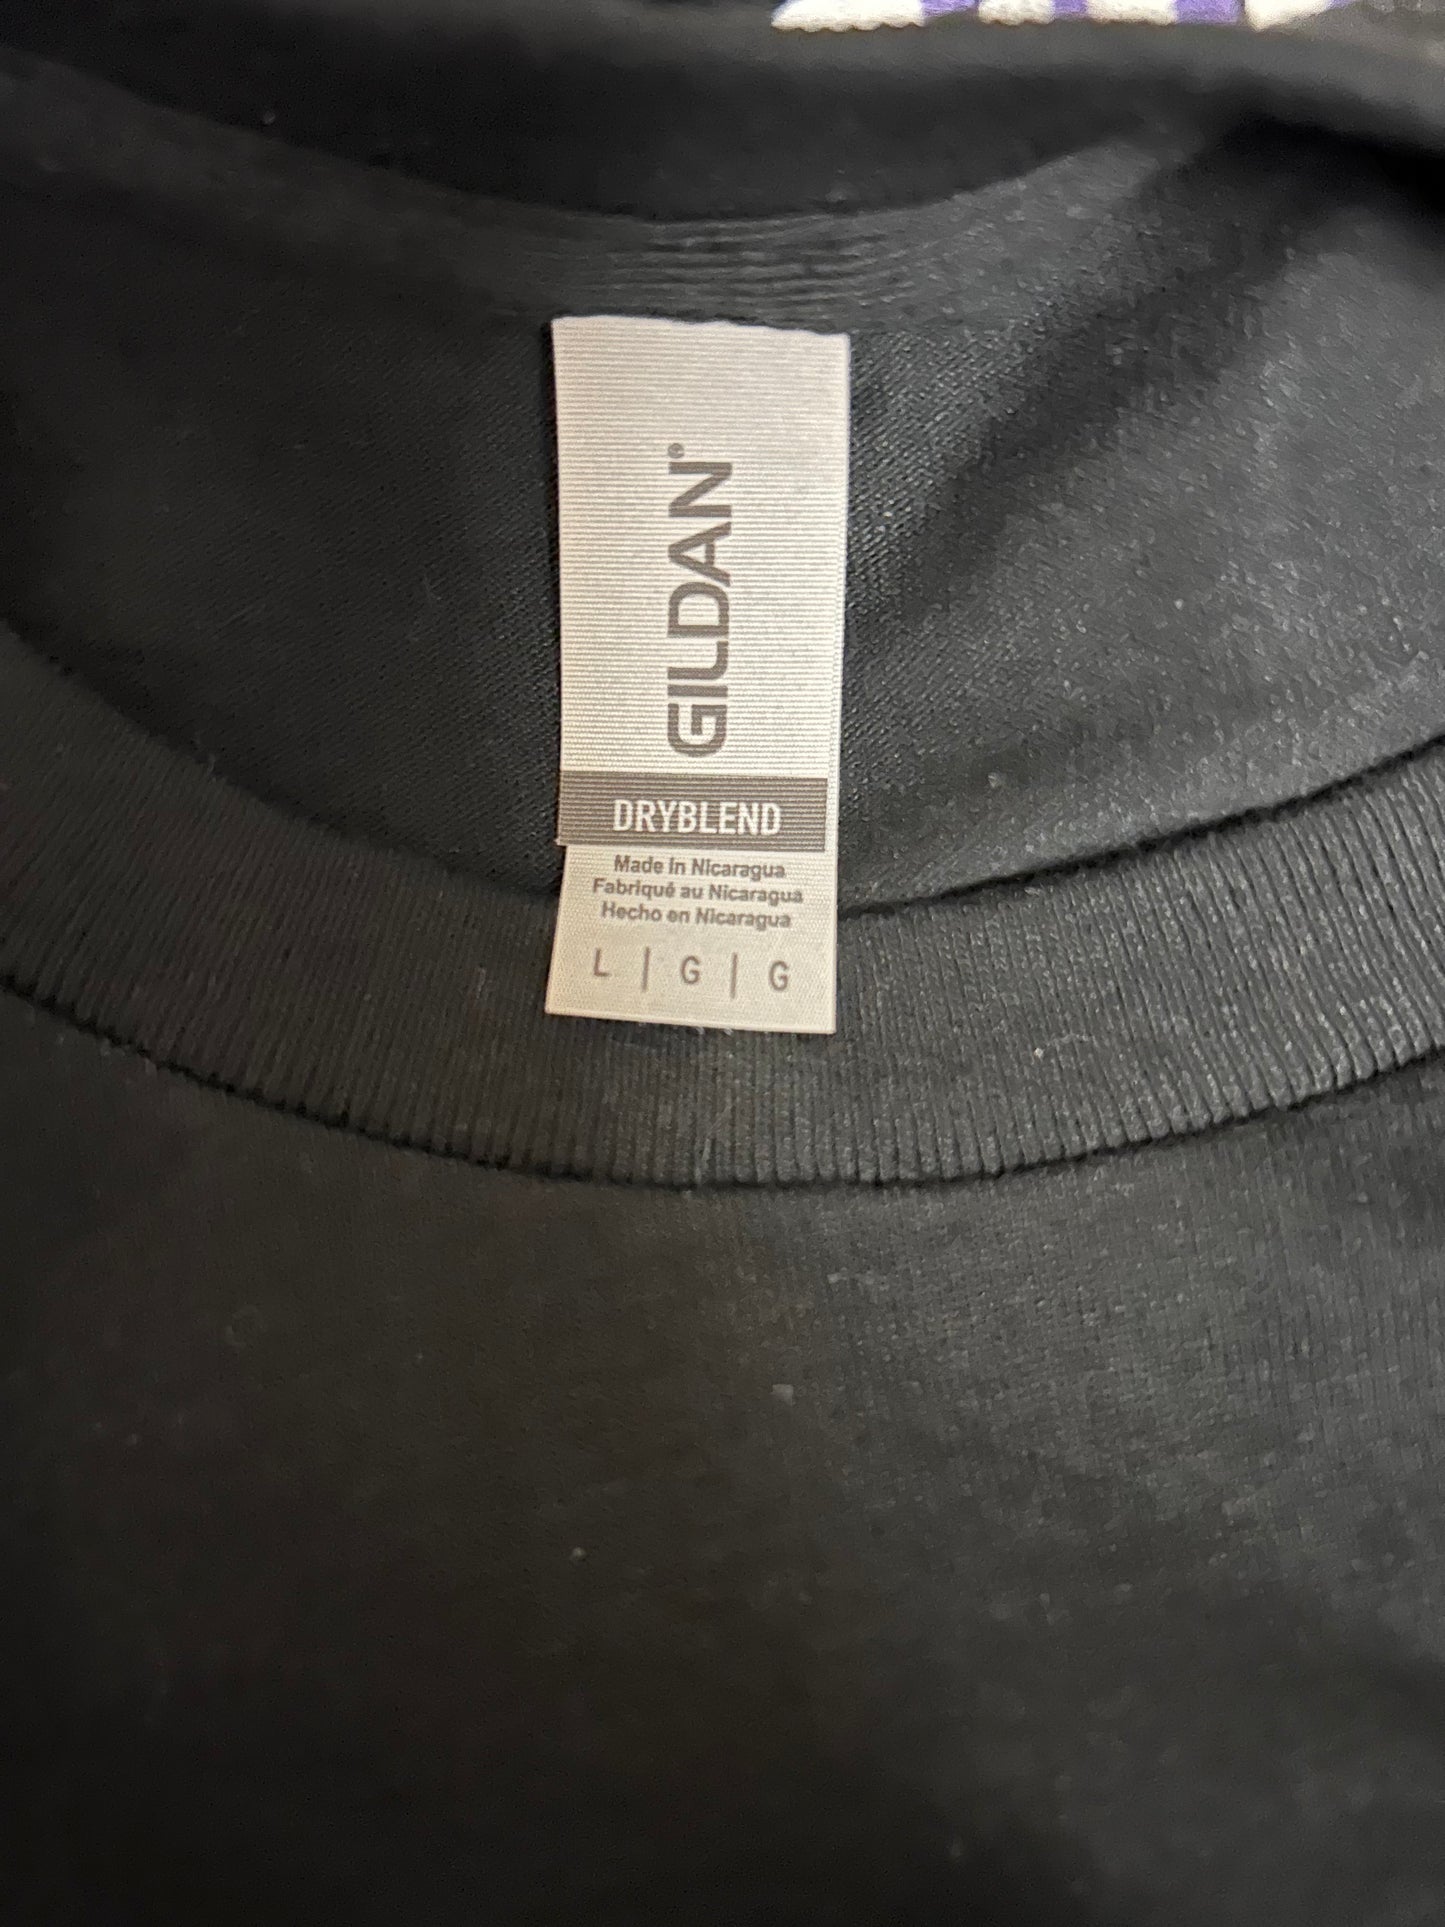 GILDAN®
DRYBLEND
Made in Nicaragua
Fabriqué au Nicaragua
Hecho en Nicaragua
L | G | G